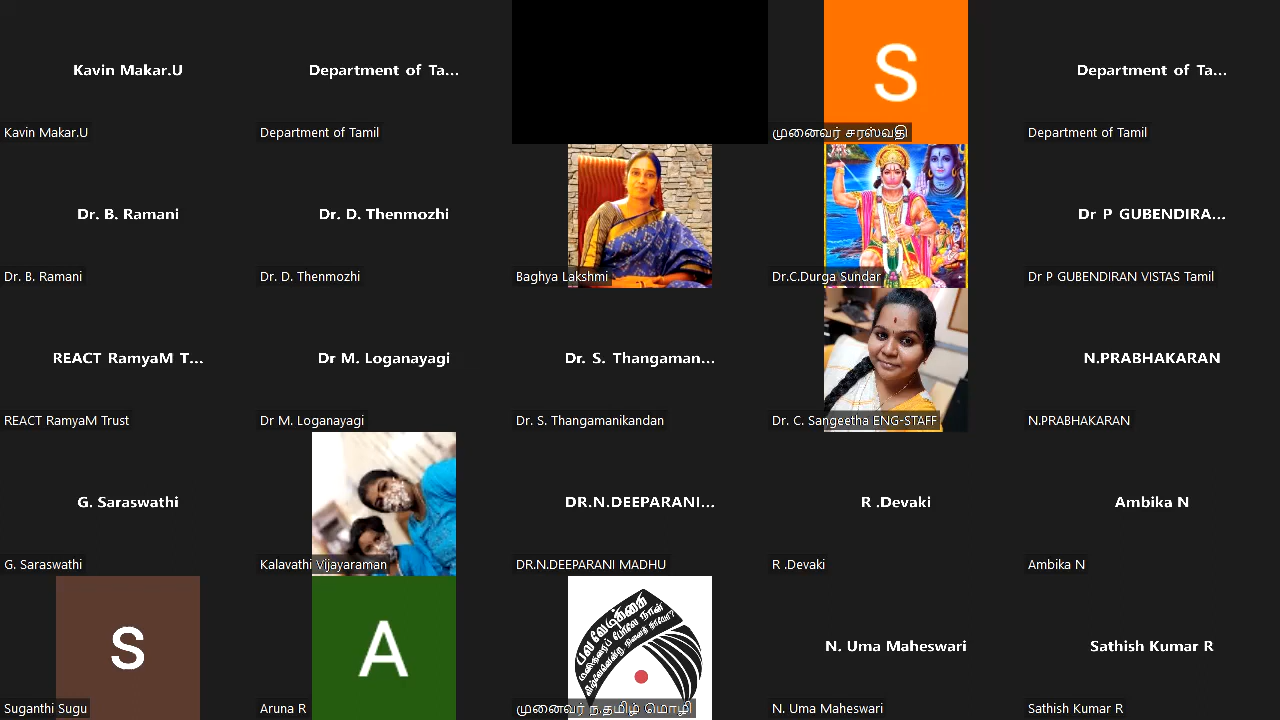 Kavin Makar.U
Department of Ta...
S
Department of Ta...
Kavin Makar.U
Department of Tamil
முனைவர் சரஸ்வதி
Department of Tamil
Dr. B. Ramani
Dr. D. Thenmozhi
Dr P GUBENDIRA...
Dr. B. Ramani
Dr. D. Thenmozhi
Baghya Lakshmi
Dr.C.Durga Sundar
Dr P GUBENDIRAN VISTAS Tamil
REACT RamyaM T...
Dr M. Loganayagi
Dr. S. Thangaman...
N.PRABHAKARAN
REACT RamyaM Trust
Dr M. Loganayagi
Dr. S. Thangamanikandan
Dr. C. Sangeetha ENG-STAFF
N.PRABHAKARAN
G. Saraswathi
DR.N.DEEPARANI...
R .Devaki
Ambika N
G. Saraswathi
Kalavathi Vijayaraman
DR.N.DEEPARANI MADHU
R .Devaki
Ambika N
S
A
பல வேடிக்கை
மனிதரைப் போலே நான்
வீழ்வேனென்று நினைத் தாயோ?
N. Uma Maheswari
Sathish Kumar R
Suganthi Sugu
Aruna R
முனைவர் ந.தமிழ் மொழி
N. Uma Maheswari
Sathish Kumar R